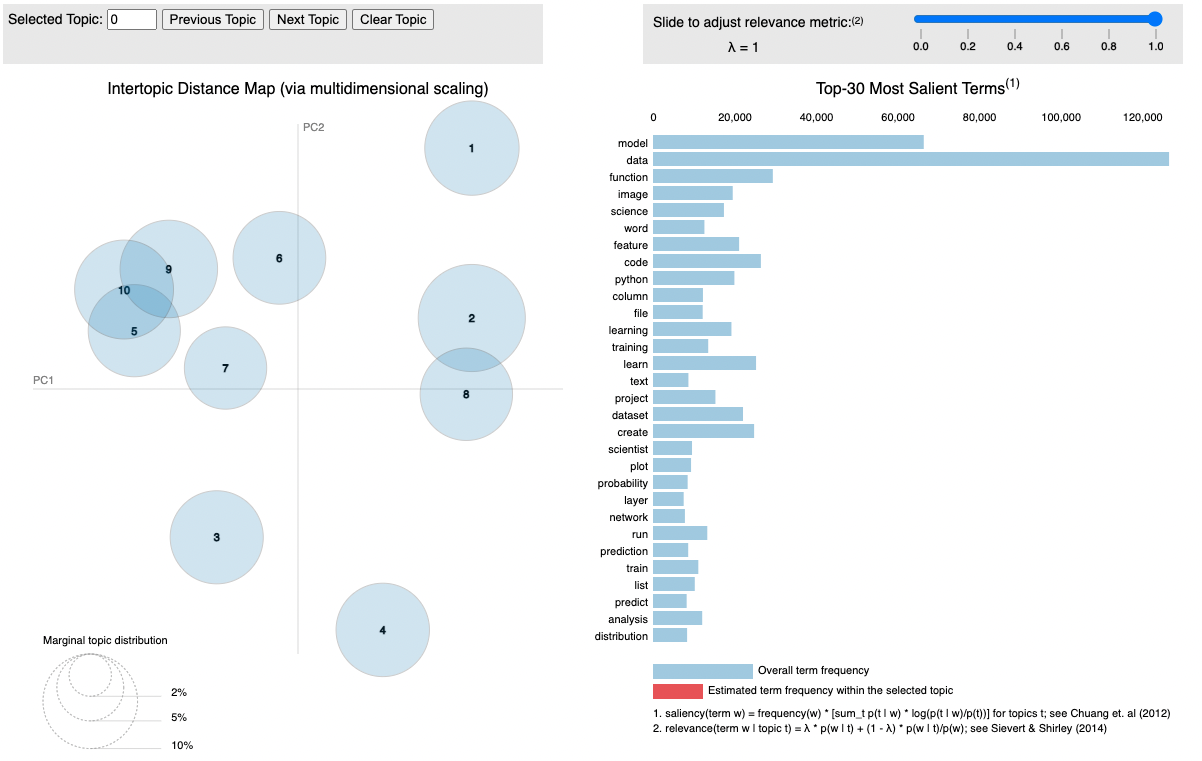 Selected Topic: 0 Previous Topic Next Topic Clear Topic
Slide to adjust relevance metric:(2)
λ = 1
0.0 0.2 0.4 0.6 0.8 1.0
Intertopic Distance Map (via multidimensional scaling)
PC2
PC1
1
6
9
10
2
5
7
8
3
4
Marginal topic distribution
2%
5%
10%
Top-30 Most Salient Terms(1)
0 20,000 40,000 60,000 80,000 100,000 120,000
model
data
function
image
science
word
feature
code
python
column
file
learning
training
learn
text
project
dataset
create
scientist
plot
probability
layer
network
run
prediction
train
list
predict
analysis
distribution
Overall term frequency
Estimated term frequency within the selected topic
1. saliency(term w) = frequency(w) * [sum_t p(t | w) * log(p(t | w)/p(t))] for topics t; see Chuang et. al (2012)
2. relevance(term w | topic t) = λ * p(w | t) + (1 - λ) * p(w | t)/p(w); see Sievert & Shirley (2014)